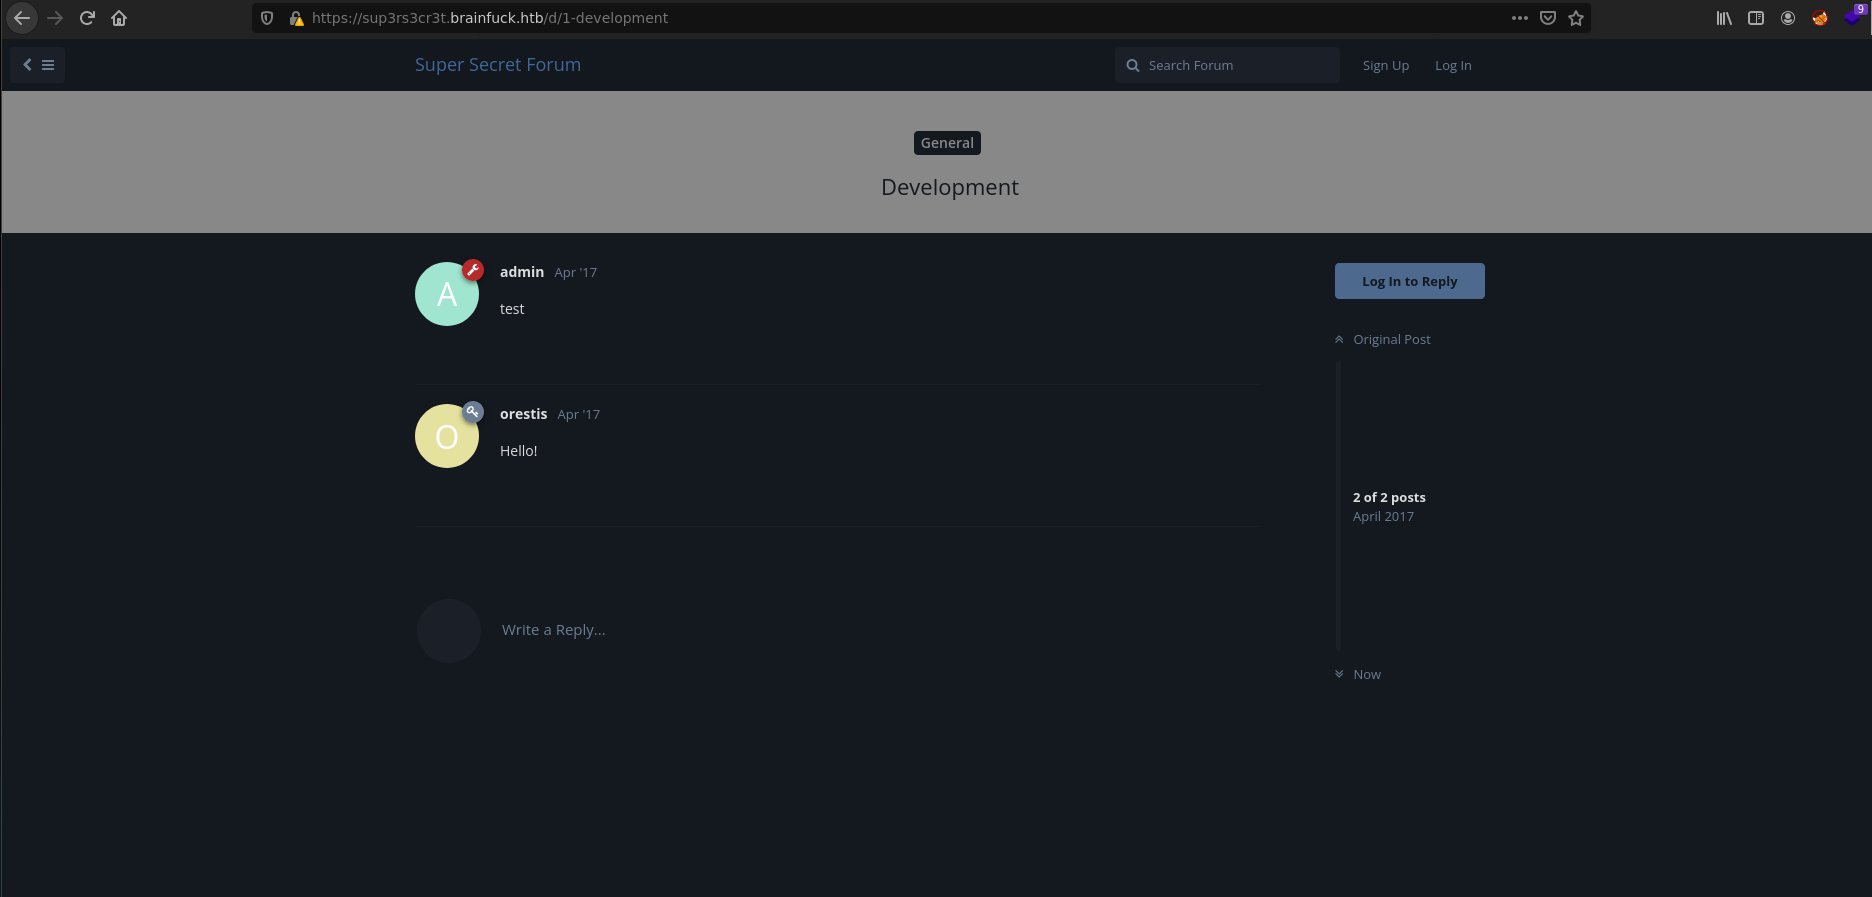 https://sup3rs3cr3t.brainfuck.htb/d/1-development
9
Super Secret Forum
Search Forum
Sign Up
Log In
General
Development
A
admin Apr '17
test
Log In to Reply
Original Post
O
orestis Apr '17
Hello!
2 of 2 posts
April 2017
Write a Reply...
Now